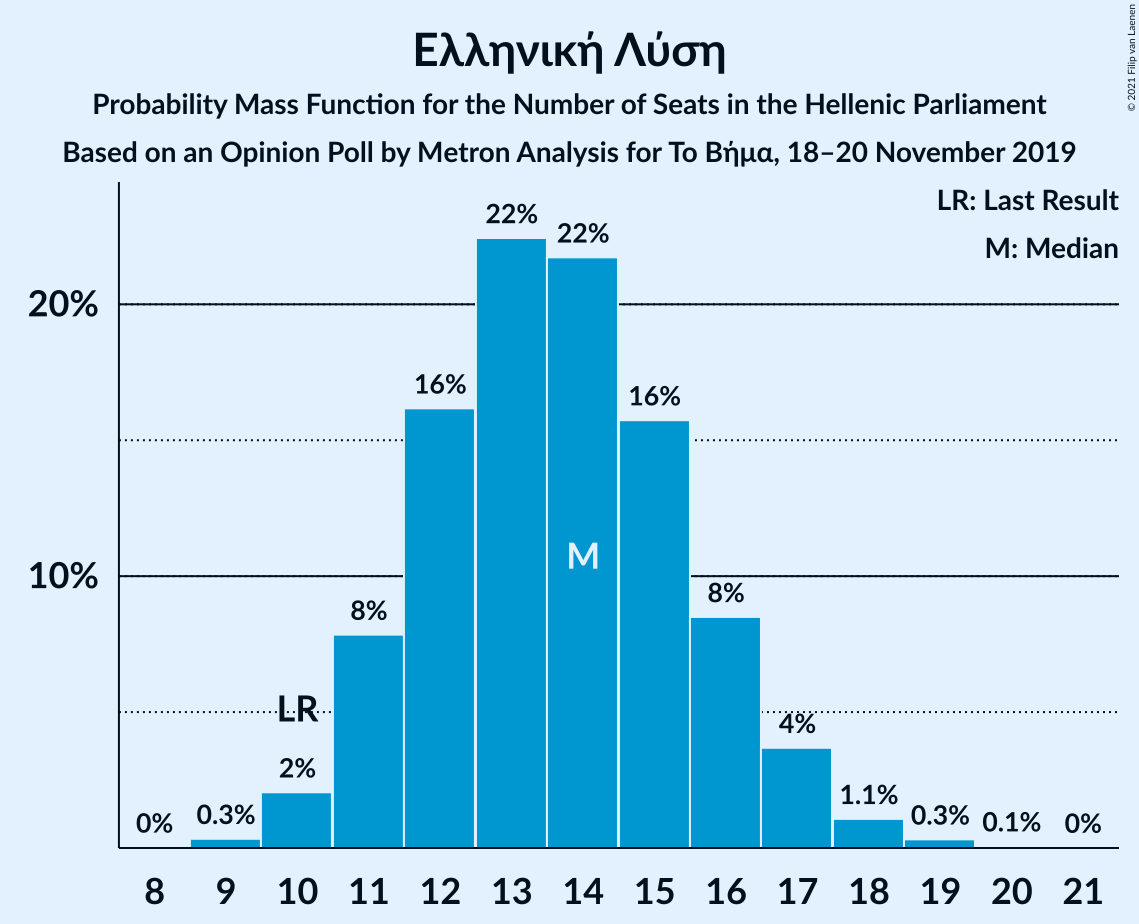 Ελληνική Λύση
Probability Mass Function for the Number of Seats in the Hellenic Parliament
Based on an Opinion Poll by Metron Analysis for Το Βήμα, 18–20 November 2019
© 2021 Filip van Laenen
LR: Last Result
M: Median
20%
10%
0%
0.3%
2%
LR
8%
16%
22%
22%
M
16%
8%
4%
1.1%
0.3%
0.1%
0%
8 9 10 11 12 13 14 15 16 17 18 19 20 21